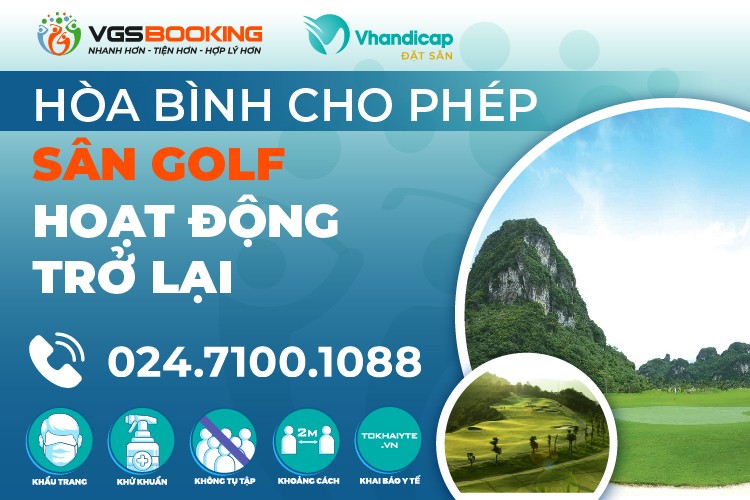 VGSBOOKING
NHANH HƠN - TIỆN HƠN - HỢP LÝ HƠN
Vhandicap
ĐẶT SÂN
HÒA BÌNH CHO PHÉP
SÂN GOLF
HOẠT ĐỘNG
TRỞ LẠI
024.7100.1088
2M
TOKHAIYTE
.VN
KHẨU TRANG
KHỬ KHUẨN
KHÔNG TỤ TẬP
KHOẢNG CÁCH
KHAI BÁO Y TẾ